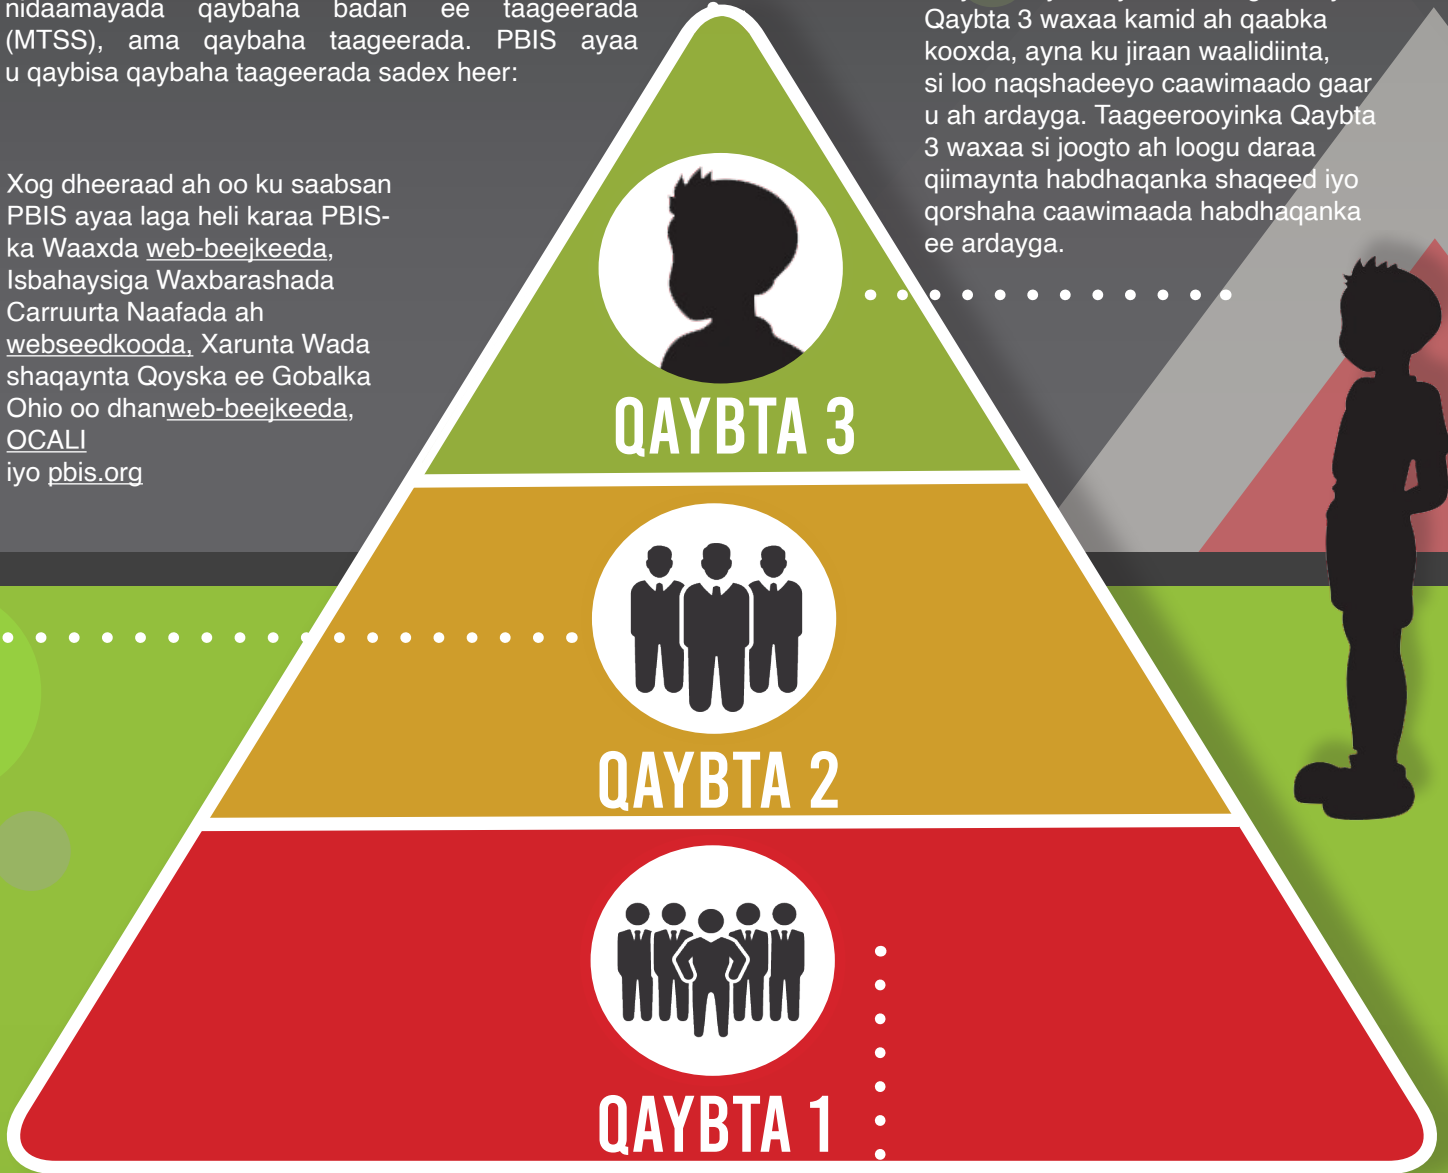 nidaamayada qaybaha badan ee taageerada
(MTSS), ama qaybaha taageerada. PBIS ayaa
u qaybisa qaybaha taageerada sadex heer:
Xog dheeraad ah oo ku saabsan
PBIS ayaa laga heli karaa PBIS-
ka Waaxda web-beejkeeda,
Isbahaysiga Waxbarashada
Carruurta Naafada ah
webseedkooda, Xarunta Wada
shaqaynta Qoyska ee Gobalka
Ohio oo dhanweb-beejkeeda,
OCALI
iyo pbis.org
Qaybta 3 waxaa kamid ah qaabka
kooxda, ayna ku jiraan waalidiinta,
si loo naqshadeeyo caawimaado gaar
u ah ardayga. Taageerooyinka Qaybta
3 waxaa si joogto ah loogu daraa
qiimaynta habdhaqanka shaqeed iyo
qorshaha caawimaada habdhaqanka
ee ardayga.
QAYBTA 3
QAYBTA 2
QAYBTA 1